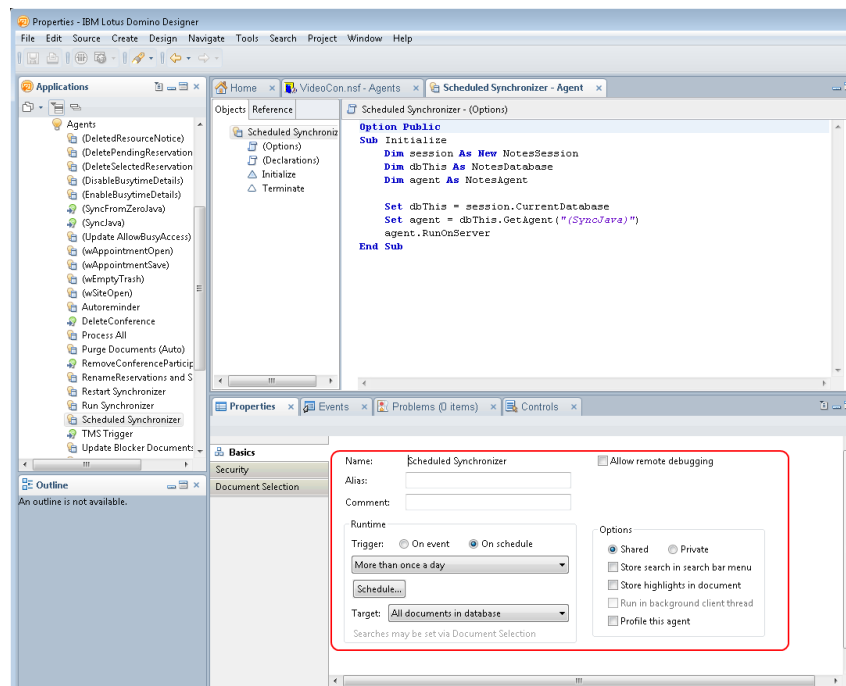 Properties - IBM Lotus Domino Designer
File Edit Source Create Design Navigate Tools Search Project Window Help
Applications
Agents
(DeletedResourceNotice)
(DeletePendingReservation
(DeleteSelectedReservation
(DisableBusytimeDetails)
(EnableBusytimeDetails)
(SyncFromZeroJava)
(SyncJava)
(Update AllowBusyAccess)
(wAppointmentOpen)
(wAppointmentSave)
(wEmptyTrash)
(wSiteOpen)
Autoreminder
DeleteConference
Process All
Purge Documents (Auto)
RemoveConferenceParticip
RenameReservations and S
Restart Synchronizer
Run Synchronizer
Scheduled Synchronizer
TMS Trigger
Update Blocker Documents
Outline
An outline is not available.
Home
VideoCon.nsf - Agents
Scheduled Synchronizer - Agent
Objects Reference
Scheduled Synchroniz
(Options)
(Declarations)
Initialize
Terminate
Scheduled Synchronizer - (Options)
Option Public
Sub Initialize
Dim session As New NotesSession
Dim dbThis As NotesDatabase
Dim agent As NotesAgent
Set dbThis = session.CurrentDatabase
Set agent = dbThis.GetAgent("(SyncJava)")
agent.RunOnServer
End Sub
Properties
Events
Problems (0 items)
Controls
Basics
Security
Document Selection
Name: Scheduled Synchronizer
Allow remote debugging
Alias:
Comment:
Runtime
Trigger: On event On schedule
More than once a day
Schedule...
Target: All documents in database
Searches may be set via Document Selection
Options
Shared Private
Store search in search bar menu
Store highlights in document
Run in background client thread
Profile this agent